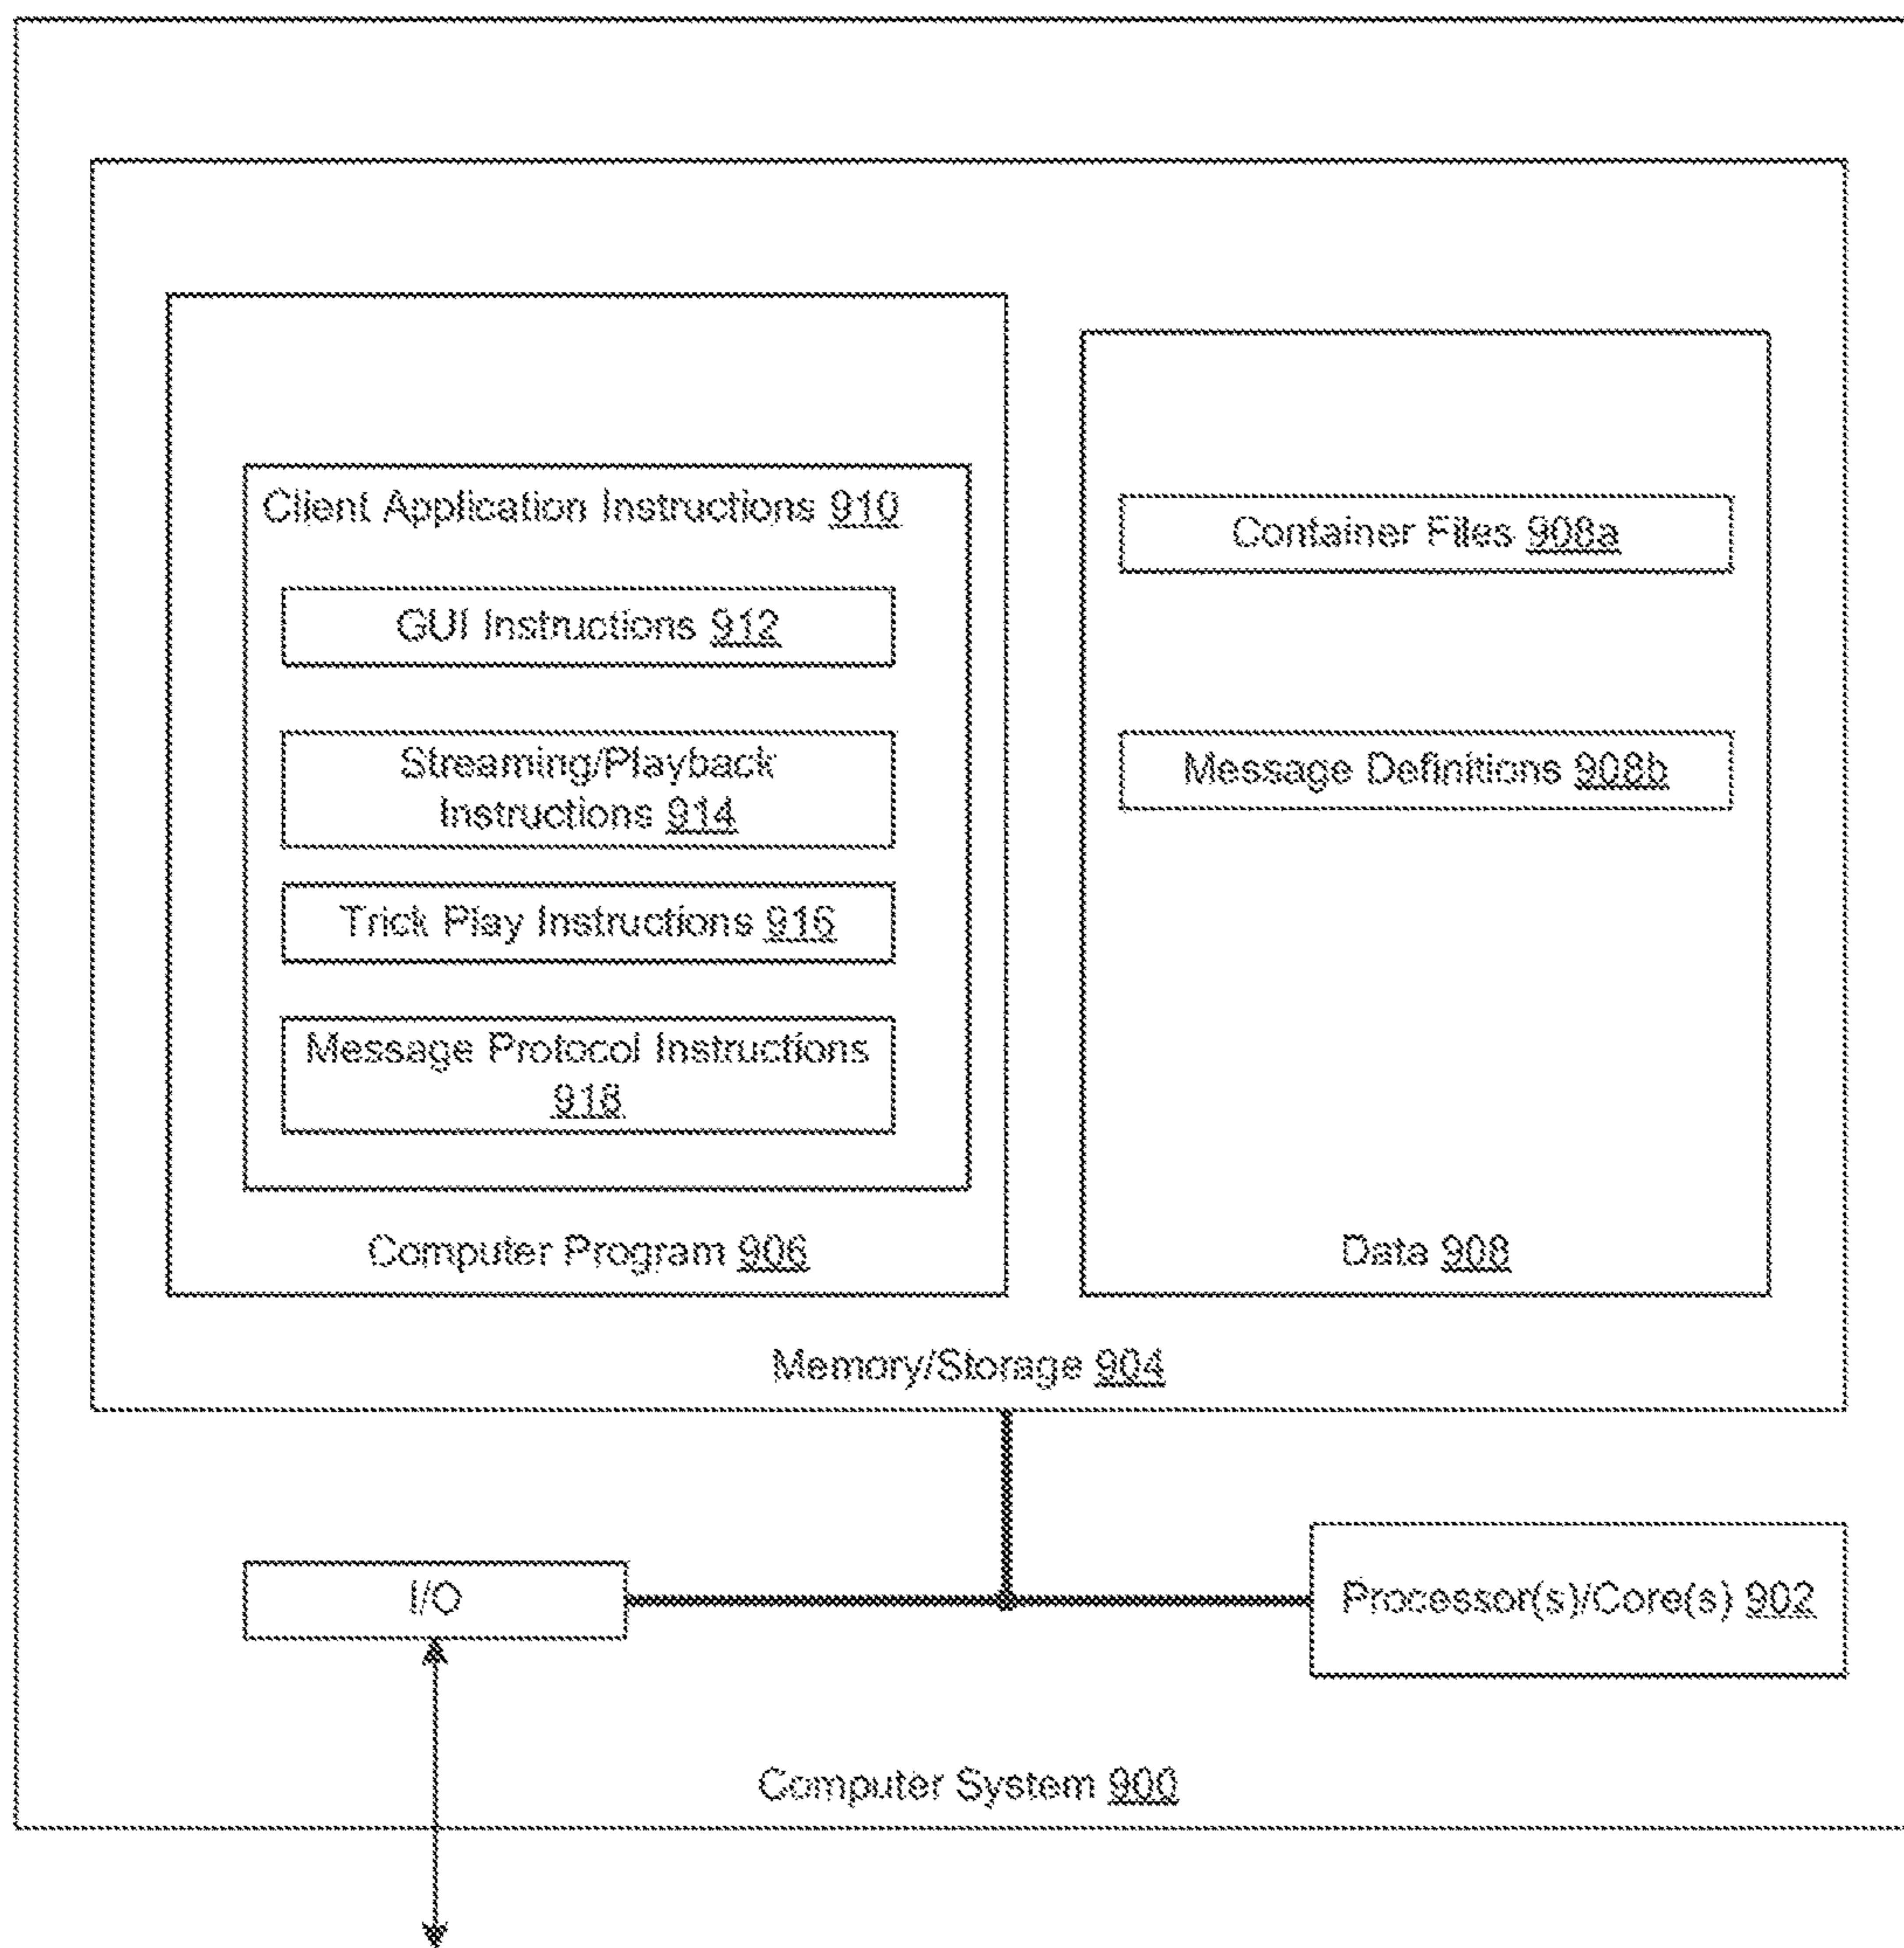 Client Application Instructions 910
GUI Instructions 912
Streaming/Playback
Instructions 914
Trick Play Instructions 916
Message Protocol Instructions
918
Computer Program 906
Container Files 908a
Message Definitions 908b
Data 908
Memory/Storage 904
I/O
Processor(s)/Core(s) 902
Computer System 900